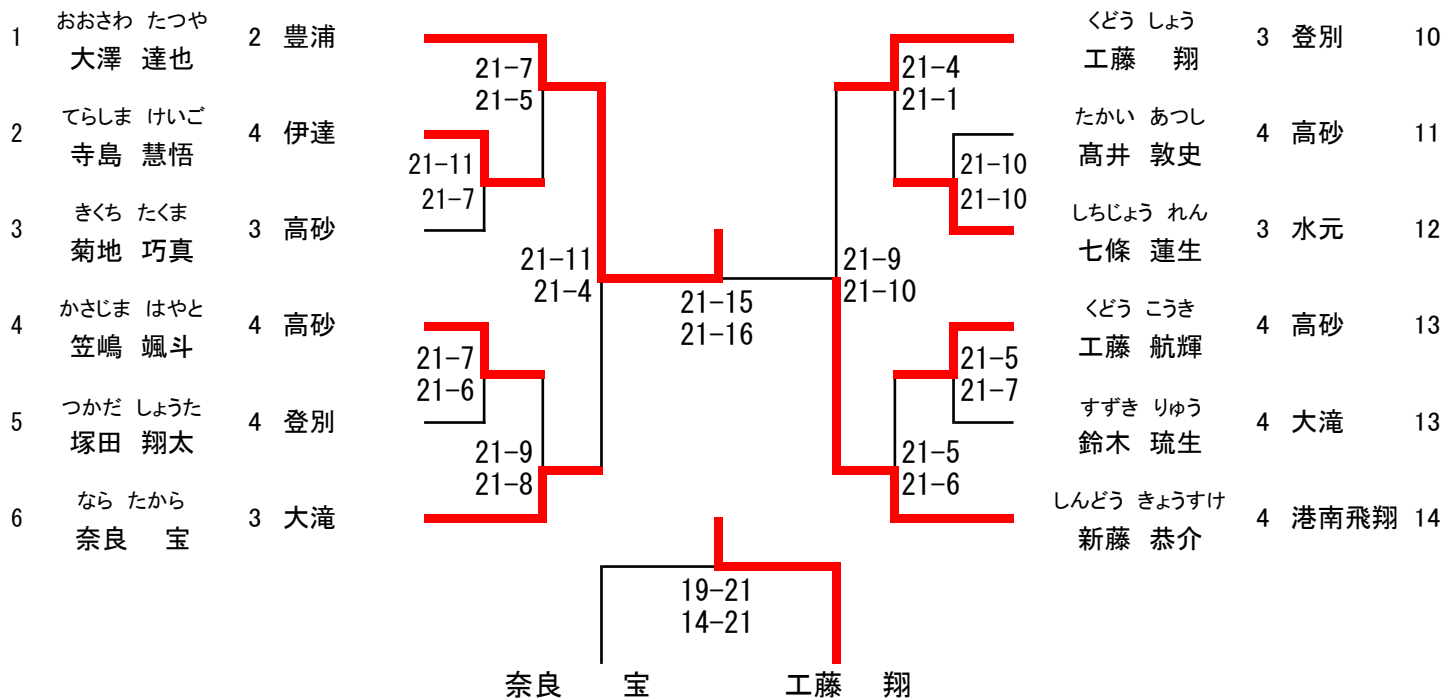 おおさわ たつや
1 大澤 達也 2 豊浦
21-7
21-5
てらしま けいご
2 寺島 慧悟 4 伊達
21-11
21-7
きくち たくま
3 菊地 巧真 3 高砂
21-11
21-4
かさじま はやと
4 笠嶋 颯斗 4 高砂
21-7
21-6
つかだ しょうた
5 塚田 翔太 4 登別
21-9
21-8
なら たから
6 奈良 宝 3 大滝
21-15
21-16
くどう しょう
工藤 翔 3 登別 10
21-4
21-1
たかい あつし
髙井 敦史 4 高砂 11
21-10
21-10
しちじょう れん
七條 蓮生 3 水元 12
21-9
21-10
くどう こうき
工藤 航輝 4 高砂 13
21-5
21-7
すずき りゅう
鈴木 琉生 4 大滝 13
21-5
21-6
しんどう きょうすけ
新藤 恭介 4 港南飛翔 14
19-21
14-21
奈良 宝 工藤 翔